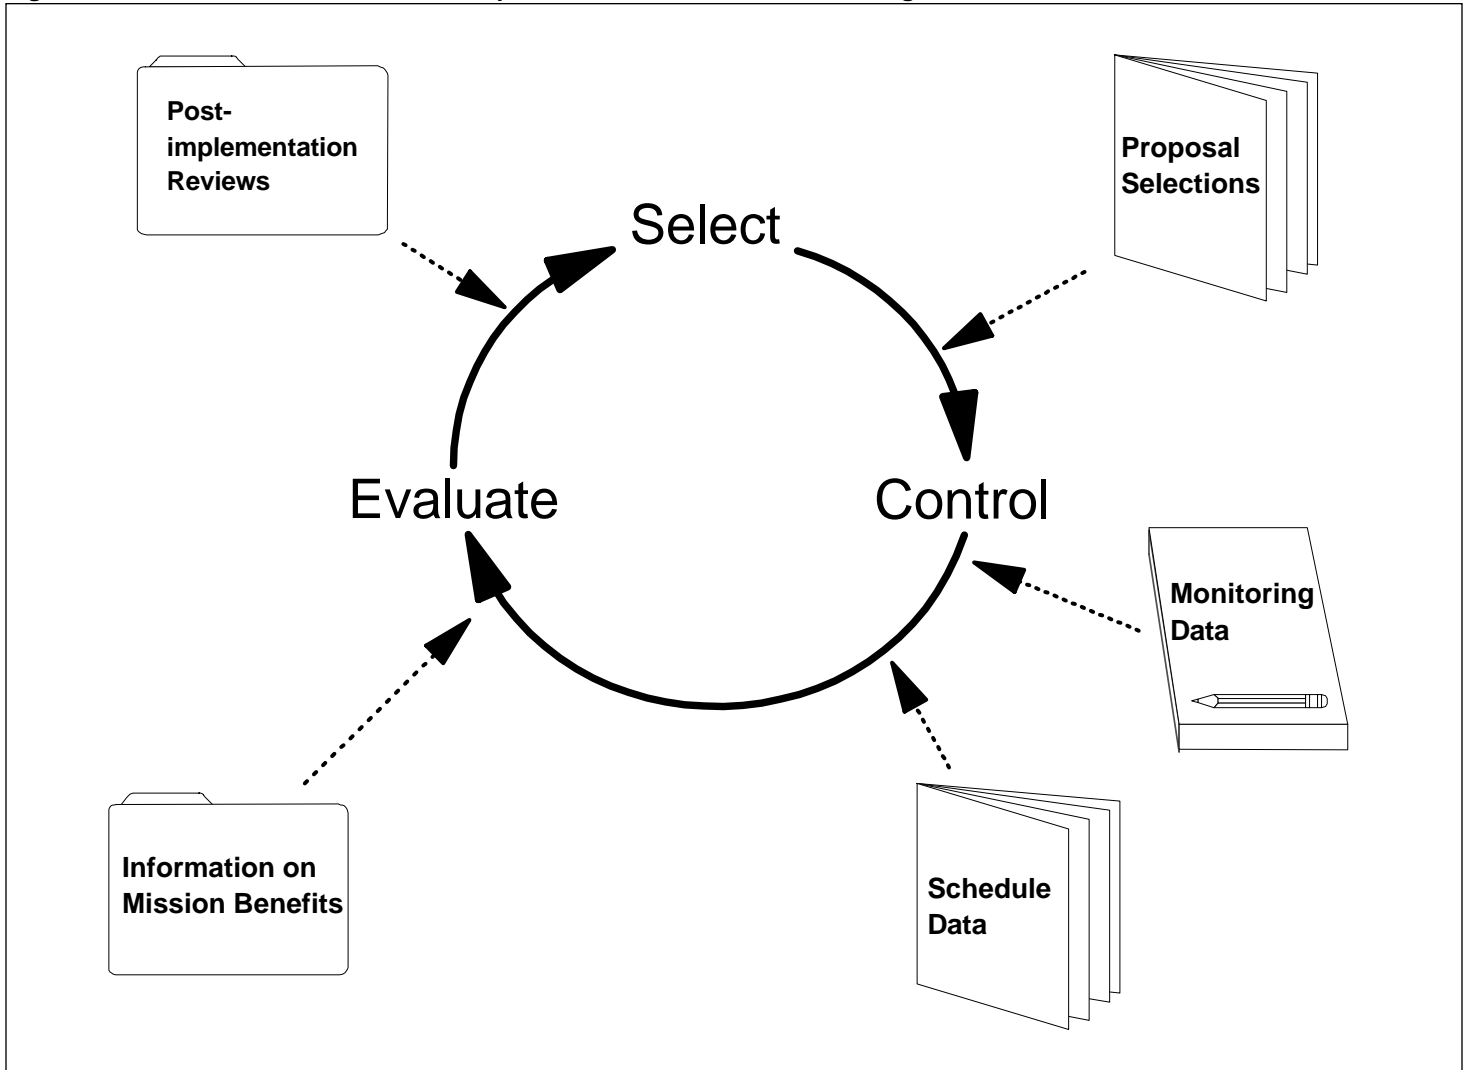 Post-
implementation
Reviews
Proposal
Selections
Select
Evaluate
Control
Monitoring
Data
Information on
Mission Benefits
Schedule
Data